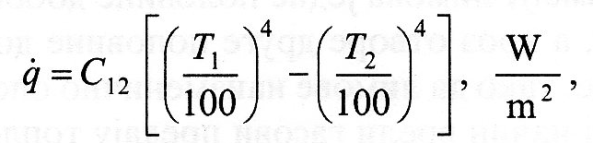 q̇ = C₁₂ [ (T₁/100)⁴ − (T₂/100)⁴ ], W/m²,